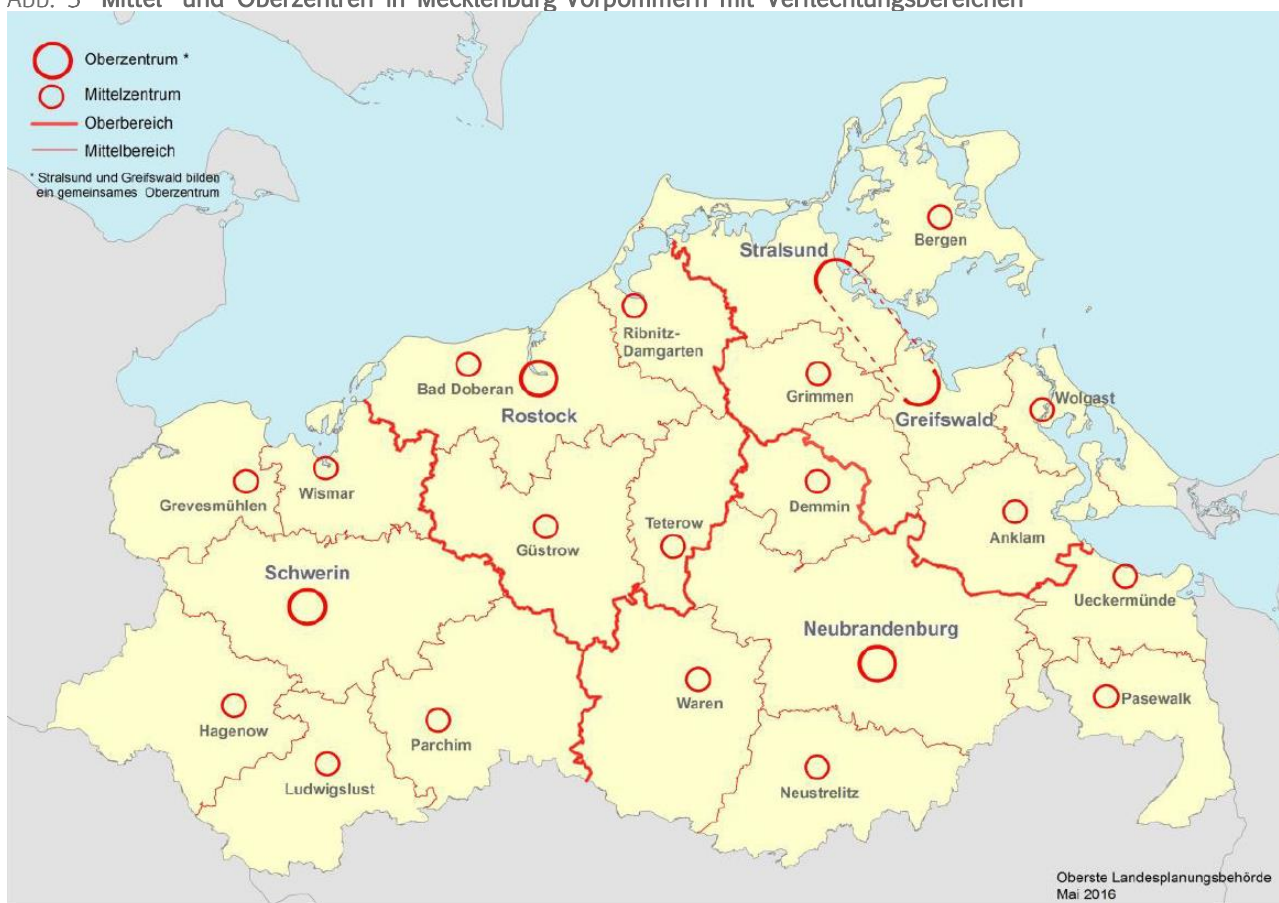 ABB. 3 Mittel- und Oberzentren in Mecklenburg-Vorpommern mit Verflechtungsbereichen
Oberzentrum *
Mittelzentrum
Oberbereich
Mittelbereich
* Stralsund und Greifswald bilden
ein gemeinsames Oberzentrum
Bergen
Stralsund
Ribnitz-
Damgarten
Bad Doberan
Rostock
Grimmen
Greifswald
Wolgast
Grevesmühlen
Wismar
Güstrow
Teterow
Demmin
Anklam
Schwerin
Ueckermünde
Neubrandenburg
Hagenow
Parchim
Waren
Pasewalk
Ludwigslust
Neustrelitz
Oberste Landesplanungsbehörde
Mai 2016